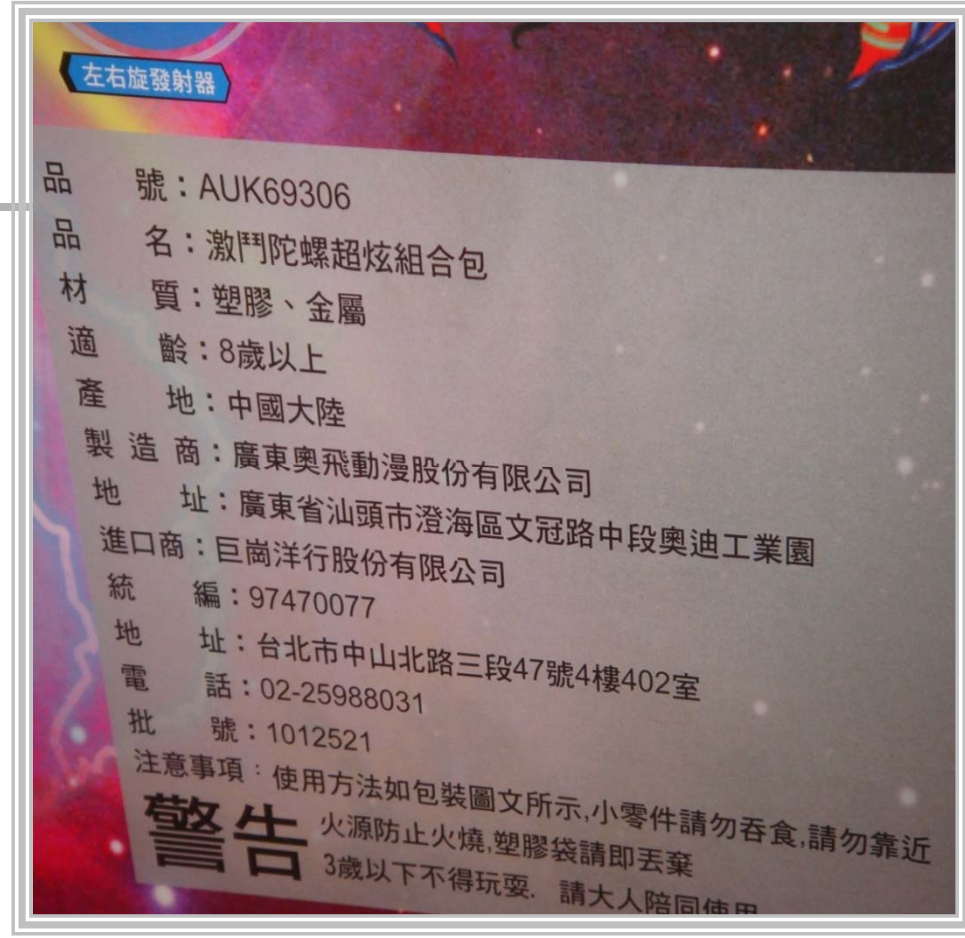 左右旋發射器
品 號：AUK69306
品 名：激鬥陀螺超炫組合包
材 質：塑膠、金屬
適 齡：8歲以上
產 地：中國大陸
製 造 商：廣東奧飛動漫股份有限公司
地 址：廣東省汕頭市澄海區文冠路中段奧迪工業園
進口商：巨崗洋行股份有限公司
統 編：97470077
地 址：台北市中山北路三段47號4樓402室
電 話：02-25988031
批 號：1012521
注意事項：使用方法如包裝圖文所示,小零件請勿吞食,請勿靠近
警告 火源防止火燒,塑膠袋請即丟棄
3歲以下不得玩耍. 請大人陪同使用